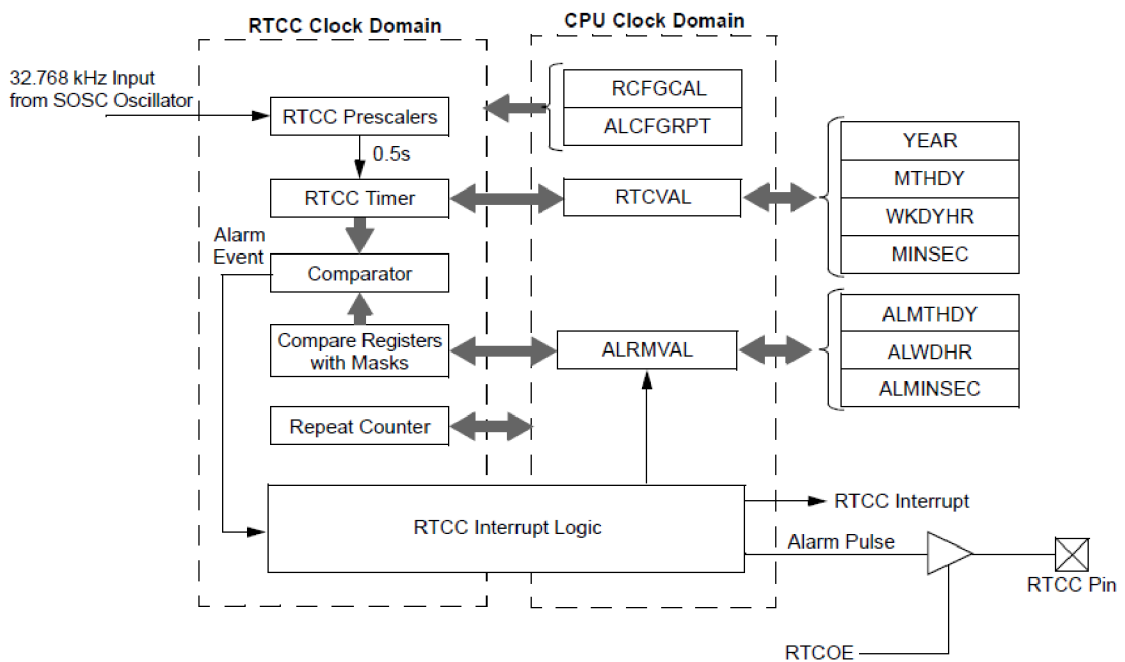 RTCC Clock Domain
CPU Clock Domain
32.768 kHz Input
from SOSC Oscillator
RTCC Prescalers
0.5s
RTCC Timer
Alarm
Event
Comparator
Compare Registers
with Masks
Repeat Counter
RCFGCAL
ALCFGRPT
RTCVAL
YEAR
MTHDY
WKDYHR
MINSEC
ALRMVAL
ALMTHDY
ALWDHR
ALMINSEC
RTCC Interrupt Logic
RTCC Interrupt
Alarm Pulse
RTCC Pin
RTCOE